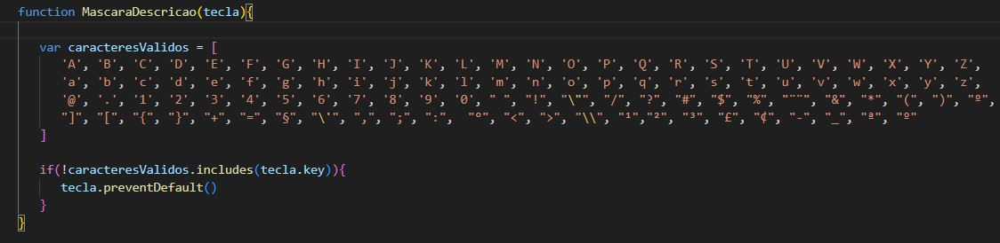 function MascaraDescricao(tecla){
var caracteresValidos = [
'A', 'B', 'C', 'D', 'E', 'F', 'G', 'H', 'I', 'J', 'K', 'L', 'M', 'N', 'O', 'P', 'Q', 'R', 'S', 'T', 'U', 'V', 'W', 'X', 'Y', 'Z',
'a', 'b', 'c', 'd', 'e', 'f', 'g', 'h', 'i', 'j', 'k', 'l', 'm', 'n', 'o', 'p', 'q', 'r', 's', 't', 'u', 'v', 'w', 'x', 'y', 'z',
'@', '.', '1', '2', '3', '4', '5', '6', '7', '8', '9', '0', " ", "!", "\"", "/", "?", "#", "$", "%", "¨¨", "&", "*", "(", ")", "º",
"]", "[", "{", "}", "+", "=", "§", "\'", ",", ";", ":",  "°", "<", ">", "\\", "¹","²", "³", "£", "¢", "-", "_", "ª", "º"
]
if(!caracteresValidos.includes(tecla.key)){
tecla.preventDefault()
}
}